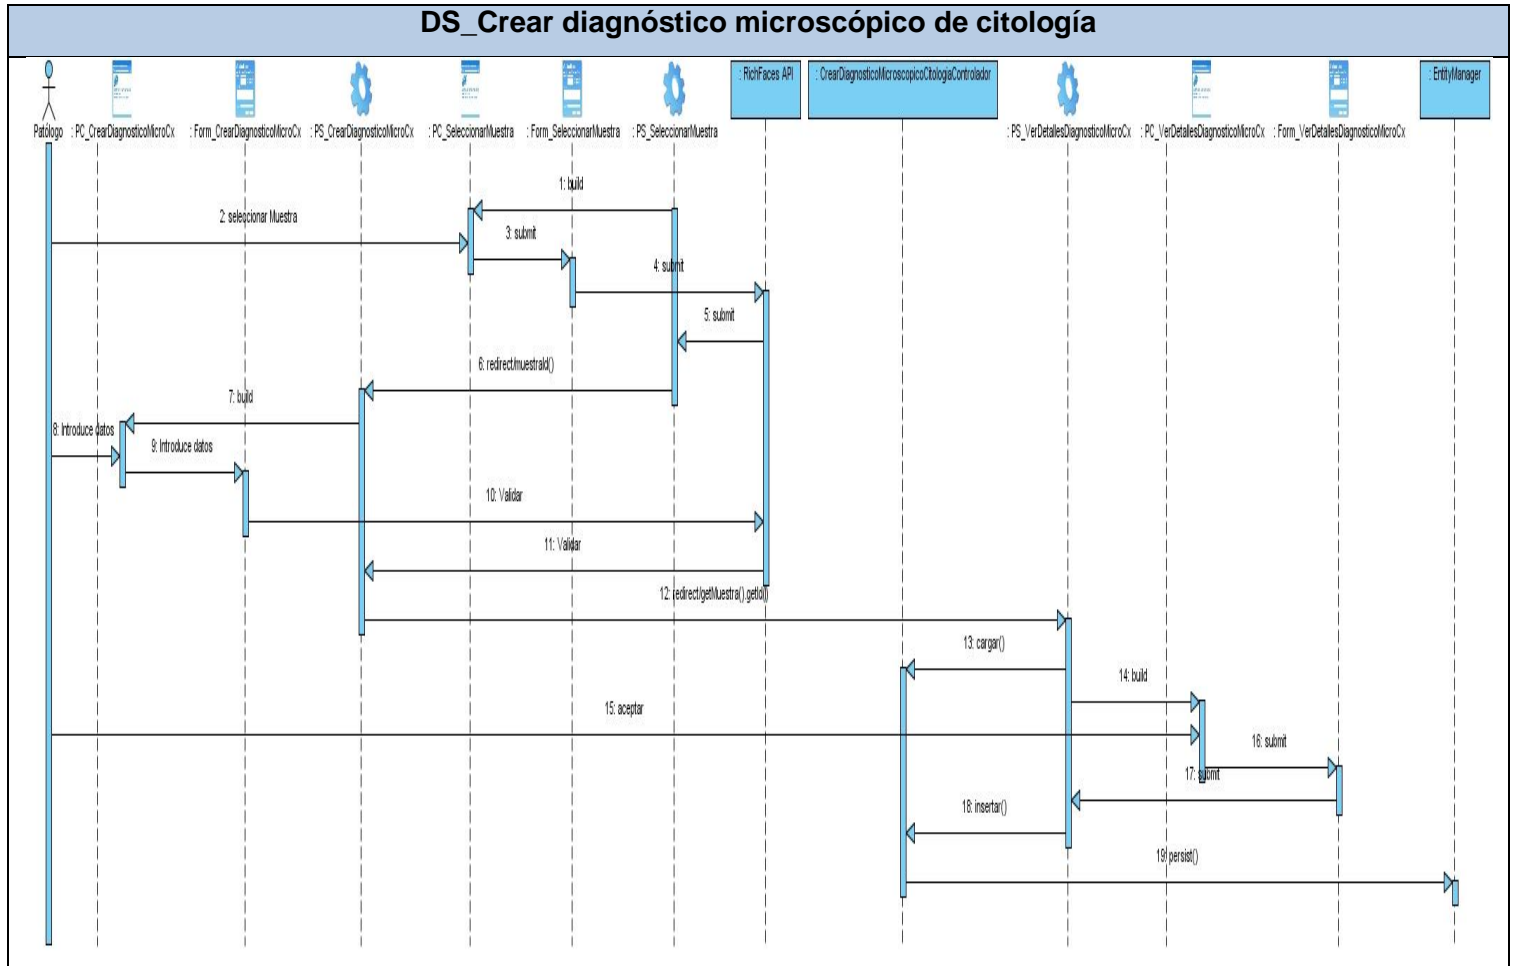 DS_Crear diagnóstico microscópico de citología
Patólogo
: PC_CrearDiagnosticoMicroCx
: Form_CrearDiagnosticoMicroCx
: PS_CrearDiagnosticoMicroCx
: PC_SeleccionarMuestra
: Form_SeleccionarMuestra
: PS_SeleccionarMuestra
: RichFaces API
: CrearDiagnosticoMicroscopicoCitologiaControlador
: PS_VerDetallesDiagnosticoMicroCx
: PC_VerDetallesDiagnosticoMicroCx
: Form_VerDetallesDiagnosticoMicroCx
: EntityManager
1: build
2: seleccionar Muestra
3: submit
4: submit
5: submit
6: redirect/muestraId()
7: build
8: Introduce datos
9: Introduce datos
10: Validar
11: Validar
12: redirect/getMuestra().getId()
13: cargar()
14: build
15: aceptar
16: submit
17: submit
18: insertar()
19: persist()